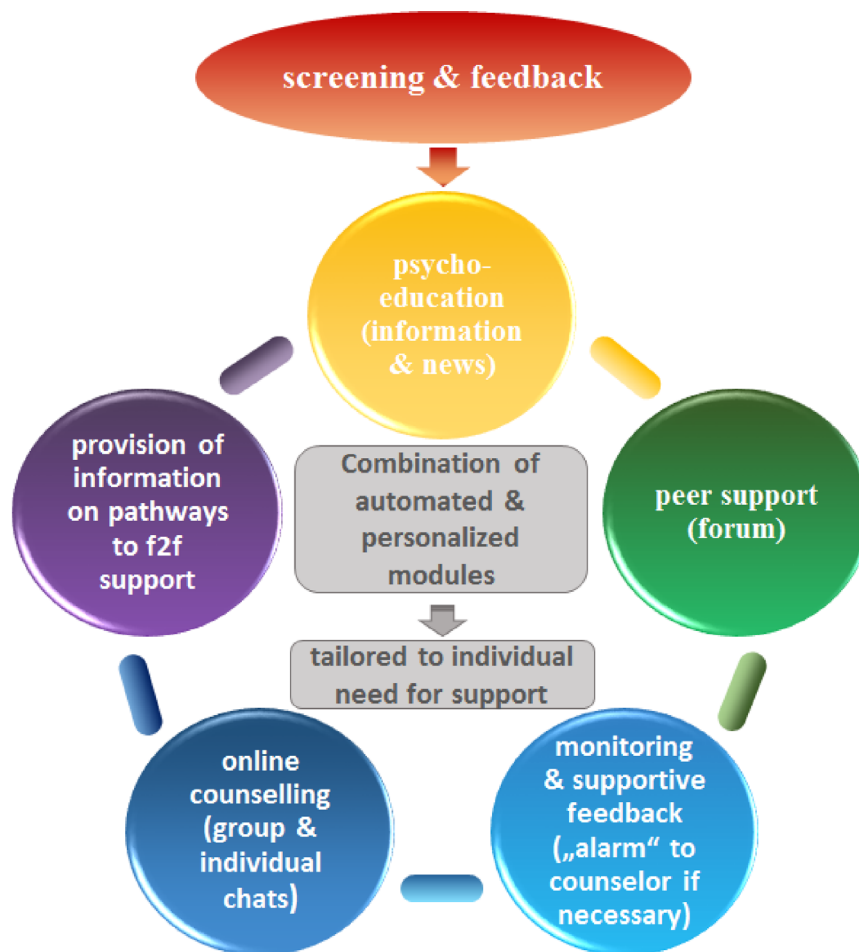 screening & feedback
psycho-
education
(information
& news)
provision of
information
on pathways
to f2f
support
Combination of
automated &
personalized
modules
peer support
(forum)
tailored to individual
need for support
online
counselling
(group &
individual
chats)
monitoring
& supportive
feedback
(„alarm“ to
counselor if
necessary)